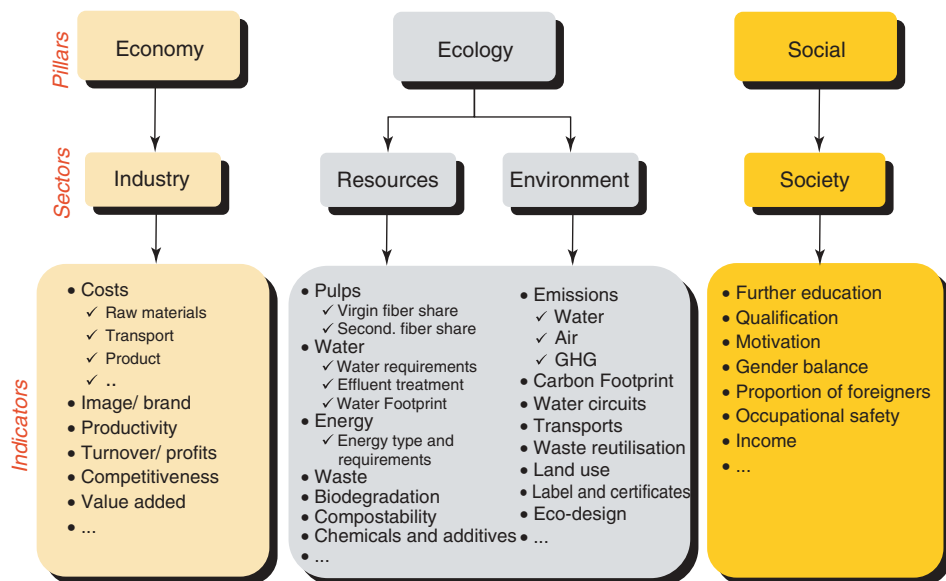 Pillars
Economy
Ecology
Social
Sectors
Industry
Resources
Environment
Society
Indicators
• Costs
✓ Raw materials
✓ Transport
✓ Product
✓ ..
• Image/ brand
• Productivity
• Turnover/ profits
• Competitiveness
• Value added
• ...
• Pulps
✓ Virgin fiber share
✓ Second. fiber share
• Water
✓ Water requirements
✓ Effluent treatment
✓ Water Footprint
• Energy
✓ Energy type and
requirements
• Waste
• Biodegradation
• Compostability
• Chemicals and additives
• ...
• Emissions
✓ Water
✓ Air
✓ GHG
• Carbon Footprint
• Water circuits
• Transports
• Waste reutilisation
• Land use
• Label and certificates
• Eco-design
• ...
• Further education
• Qualification
• Motivation
• Gender balance
• Proportion of foreigners
• Occupational safety
• Income
• ...